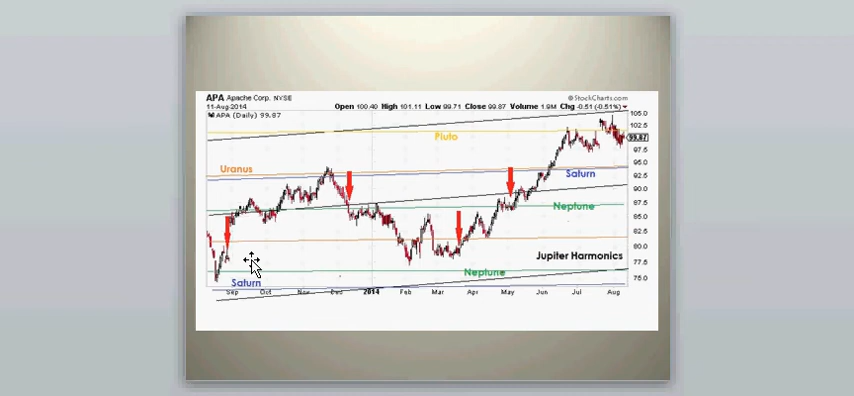 APA Apache Corp. NYSE © StockCharts.com
11-Aug-2014 Open 100.40 High 101.11 Low 99.71 Close 99.87 Volume 1.9M Chg -0.51 (-0.51%)
APA (Daily) 99.87
105.0
102.5
Pluto
99.87
97.5
Uranus
95.0
Saturn
92.5
90.0
87.5
Neptune
85.0
82.5
80.0
Jupiter Harmonics
77.5
Neptune
75.0
Saturn
Sep Oct Nov Dec 2014 Feb Mar Apr May Jun Jul Aug